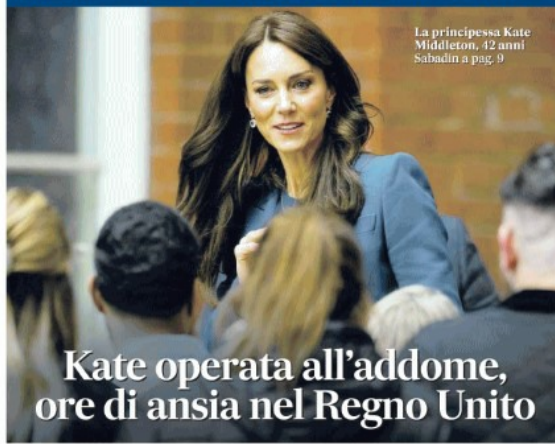 La principessa Kate
Middleton, 42 anni
Sabadin a pag. 9
Kate operata all'addome,
ore di ansia nel Regno Unito